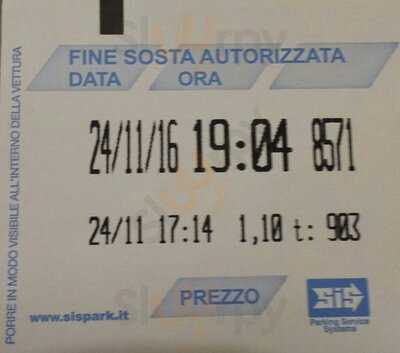 PORRE IN MODO VISIBILE ALL'INTERNO DELLA VETTURA
FINE SOSTA AUTORIZZATA
DATA ORA
24/11/16 19:04 8571
24/11 17:14 1,10 t: 903
PREZZO
www.sispark.it
SiS
Parking Service
Systems